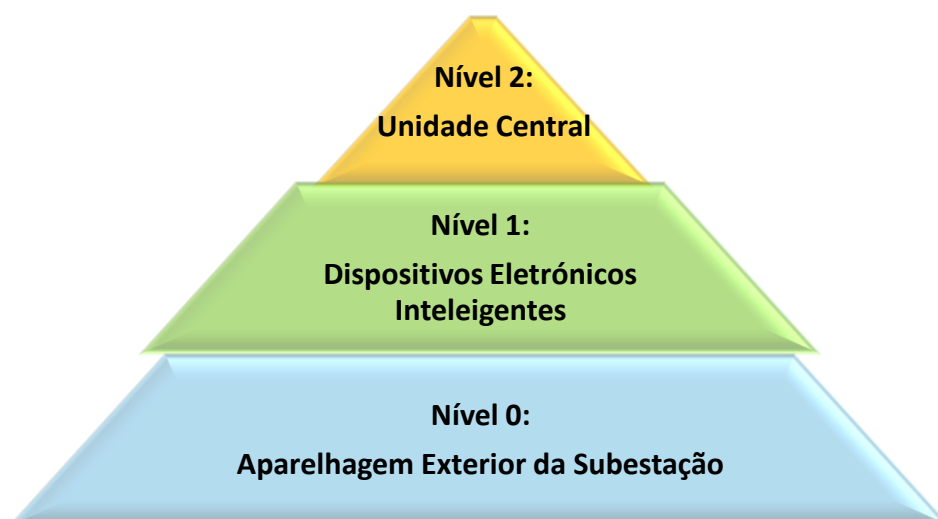 Nível 2:
Unidade Central
Nível 1:
Dispositivos Eletrónicos
Inteleigentes
Nível 0:
Aparelhagem Exterior da Subestação